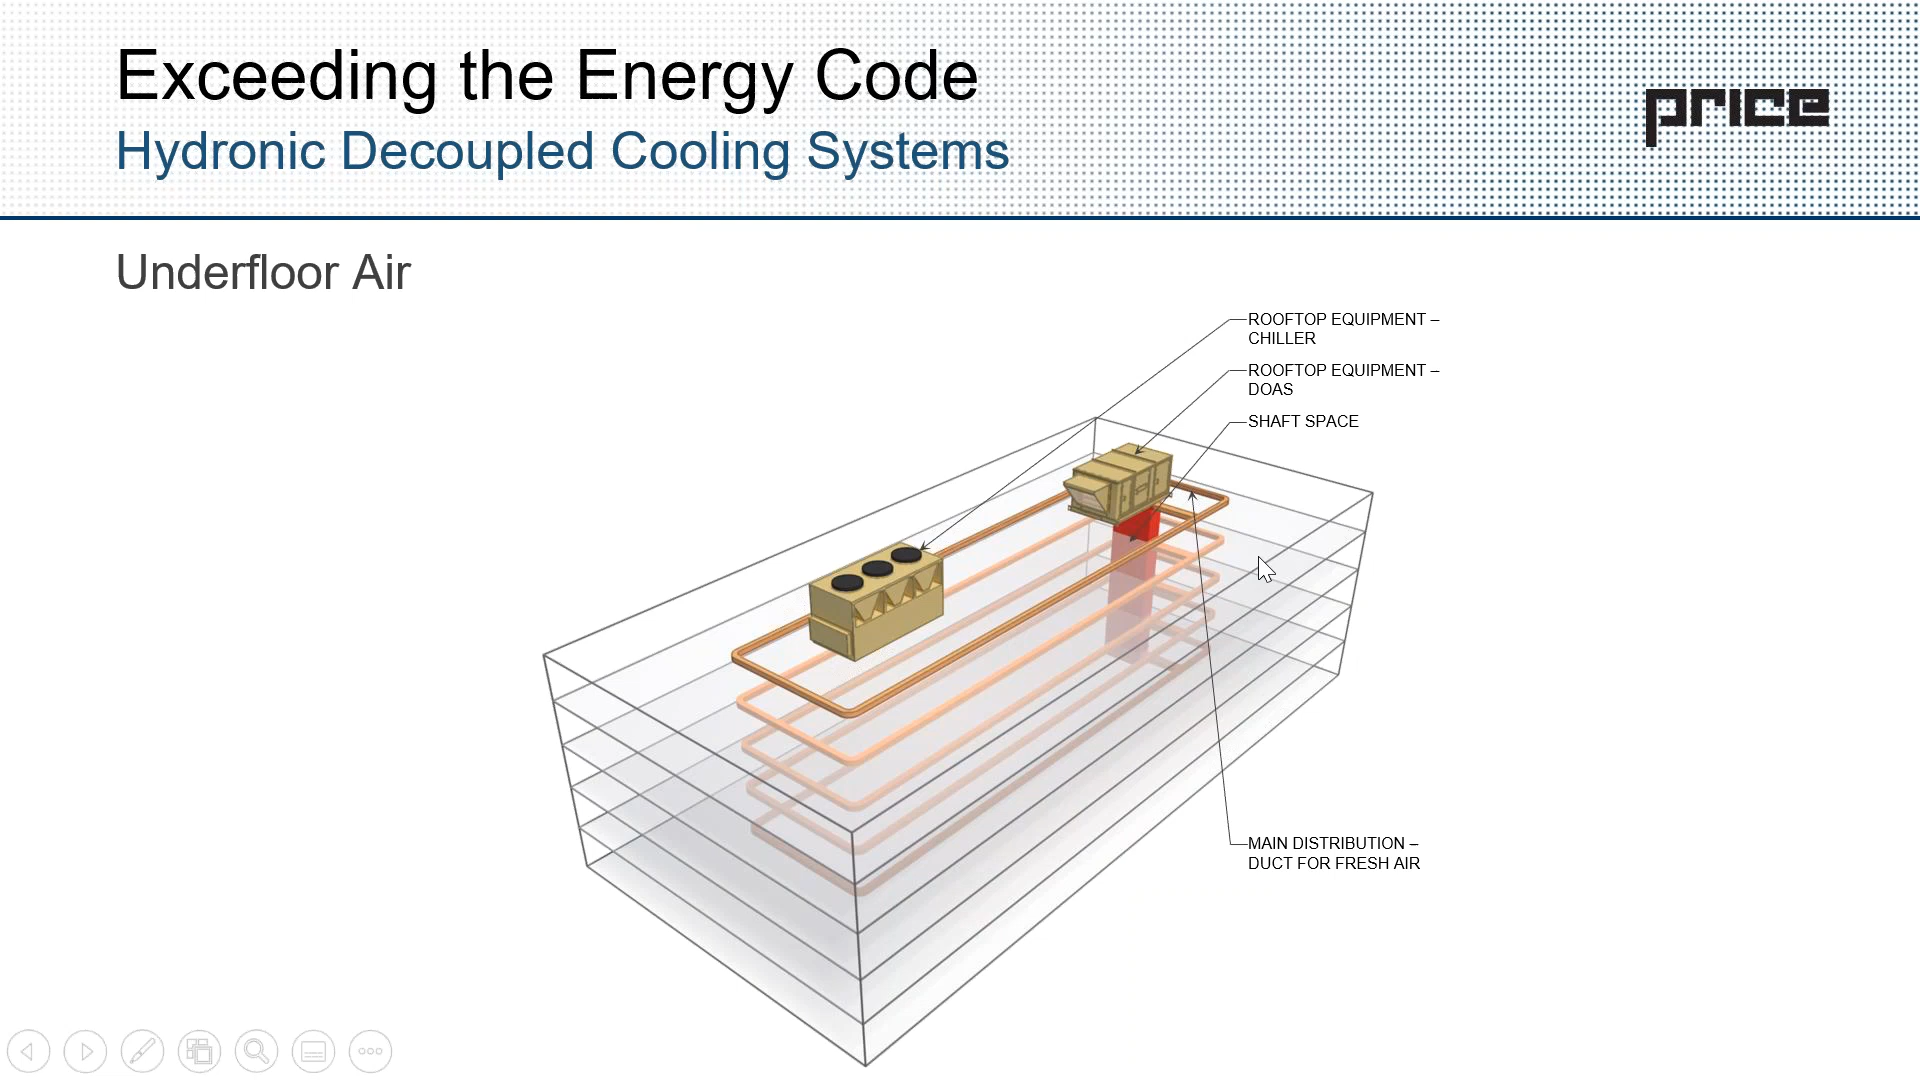 Exceeding the Energy Code
Hydronic Decoupled Cooling Systems
price
Underfloor Air
ROOFTOP EQUIPMENT –
CHILLER
ROOFTOP EQUIPMENT –
DOAS
SHAFT SPACE
MAIN DISTRIBUTION –
DUCT FOR FRESH AIR